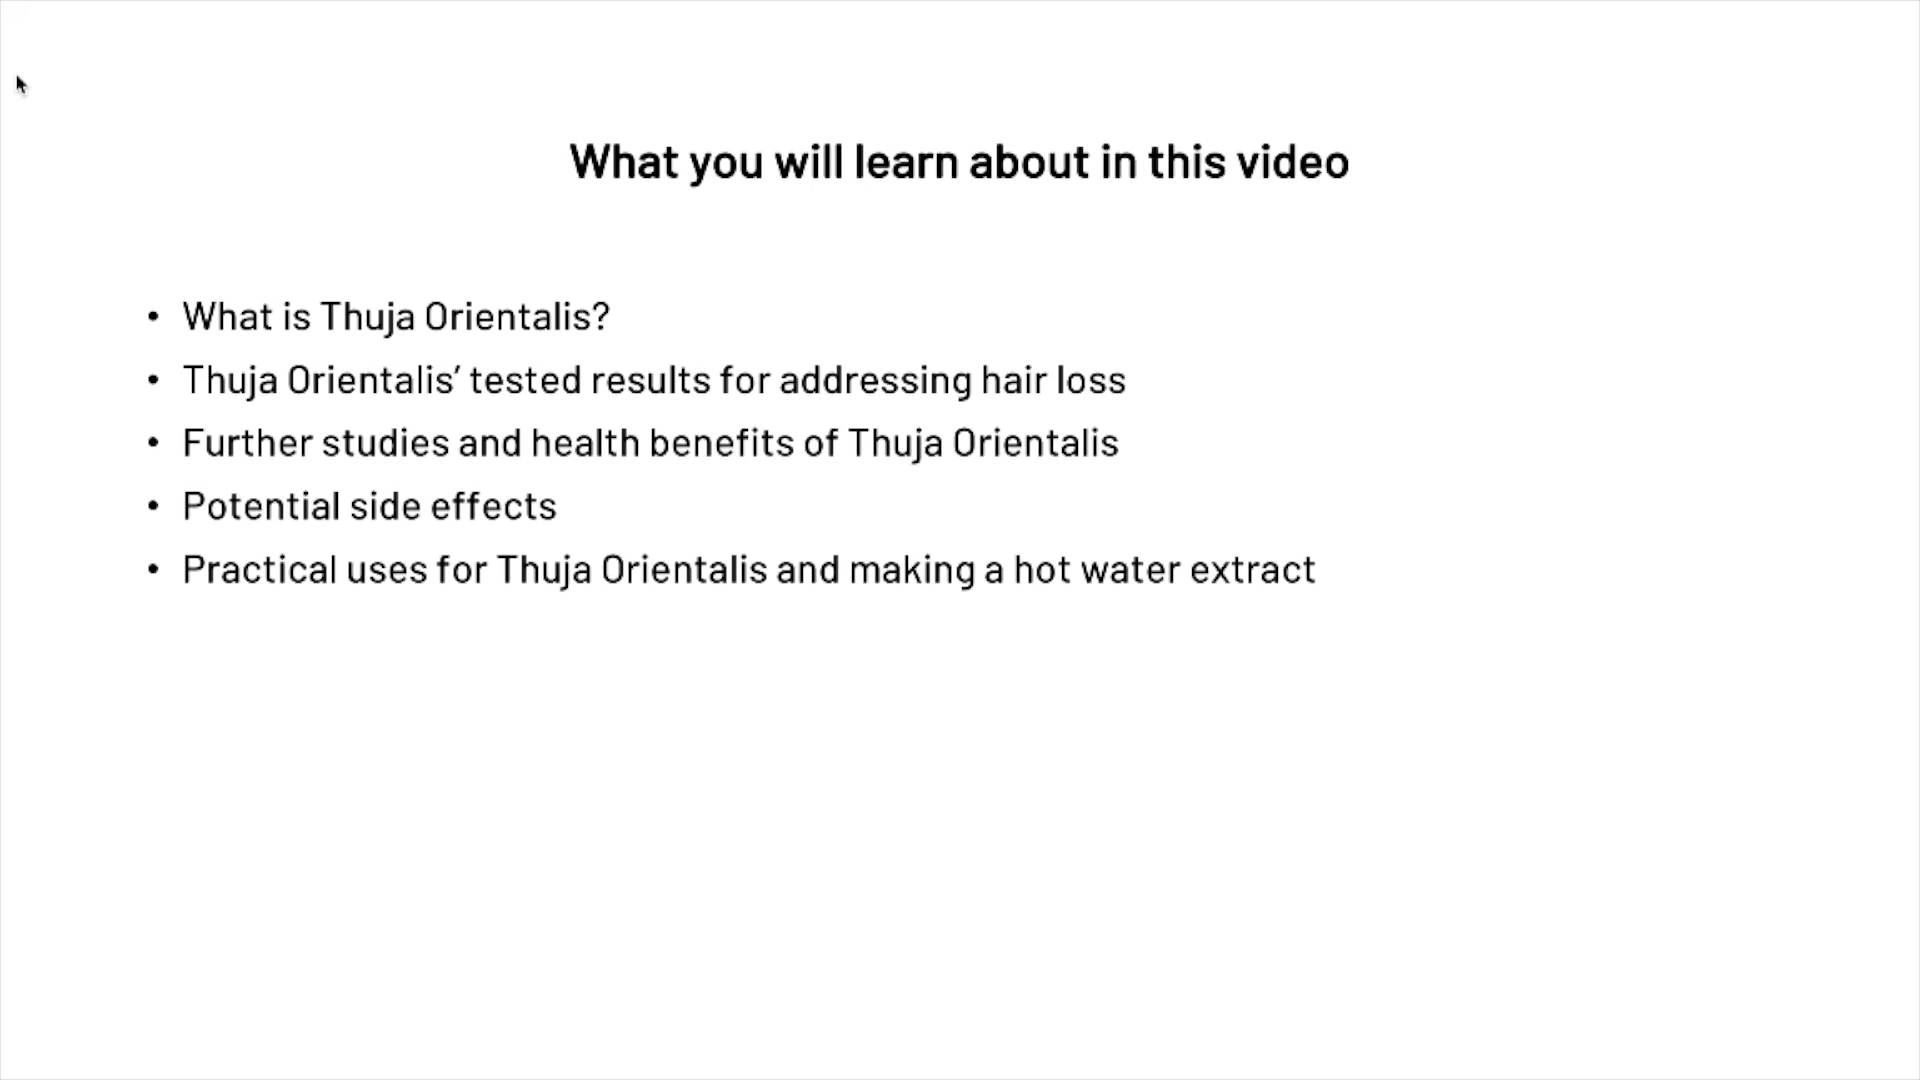 What you will learn about in this video
• What is Thuja Orientalis?
• Thuja Orientalis’ tested results for addressing hair loss
• Further studies and health benefits of Thuja Orientalis
• Potential side effects
• Practical uses for Thuja Orientalis and making a hot water extract